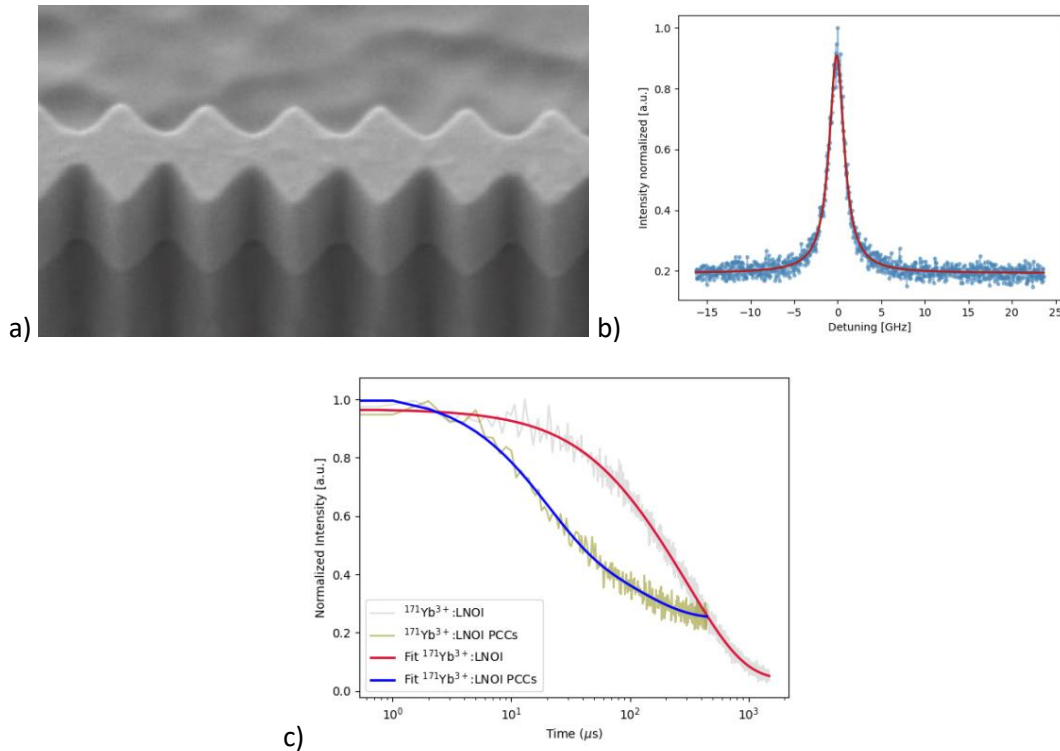 a)
1.0
0.8
0.6
0.4
0.2
Intensity normalized [a.u.]
−15 −10 −5 0 5 10 15 20 25
Detuning [GHz]
b)
1.0
0.8
0.6
0.4
0.2
0.0
Normalized Intensity [a.u.]
¹⁷¹Yb³⁺:LNOI
¹⁷¹Yb³⁺:LNOI PCCs
Fit ¹⁷¹Yb³⁺:LNOI
Fit ¹⁷¹Yb³⁺:LNOI PCCs
10⁰ 10¹ 10² 10³
Time (μs)
c)